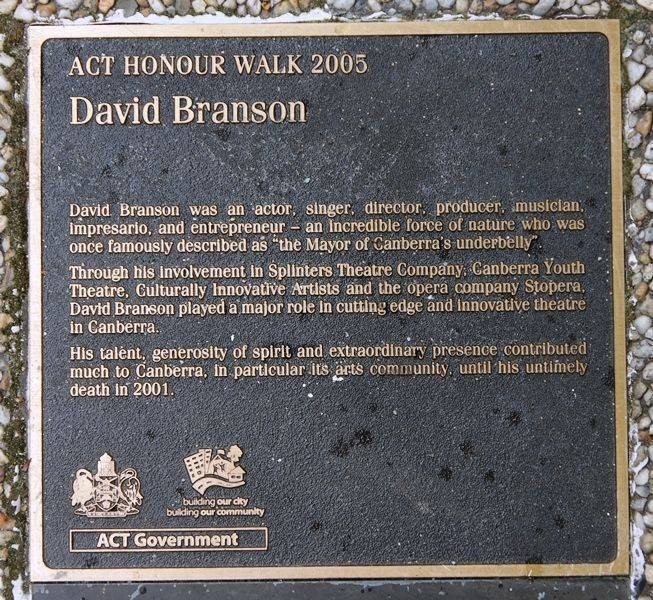 ACT HONOUR WALK 2005
David Branson
David Branson was an actor, singer, director, producer, musician,
impresario, and entrepreneur – an incredible force of nature who was
once famously described as "the Mayor of Canberra's underbelly".
Through his involvement in Splinters Theatre Company, Canberra Youth
Theatre, Culturally Innovative Artists and the opera company Stopera,
David Branson played a major role in cutting edge and innovative theatre
in Canberra.
His talent, generosity of spirit and extraordinary presence contributed
much to Canberra, in particular its arts community, until his untimely
death in 2001.
building our city
building our community
ACT Government